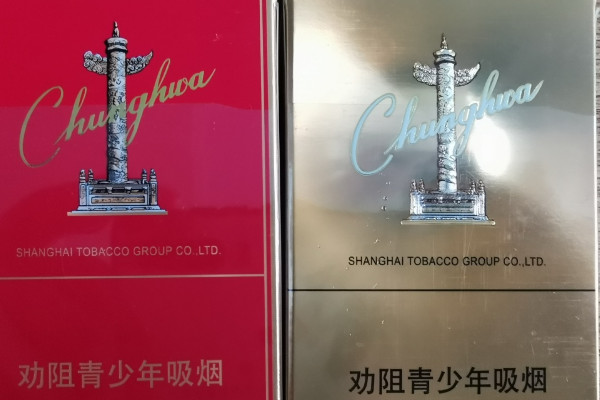 Chunghwa
SHANGHAI TOBACCO GROUP CO.,LTD.
劝阻青少年吸烟
Chunghwa
SHANGHAI TOBACCO GROUP CO.,LTD.
劝阻青少年吸烟